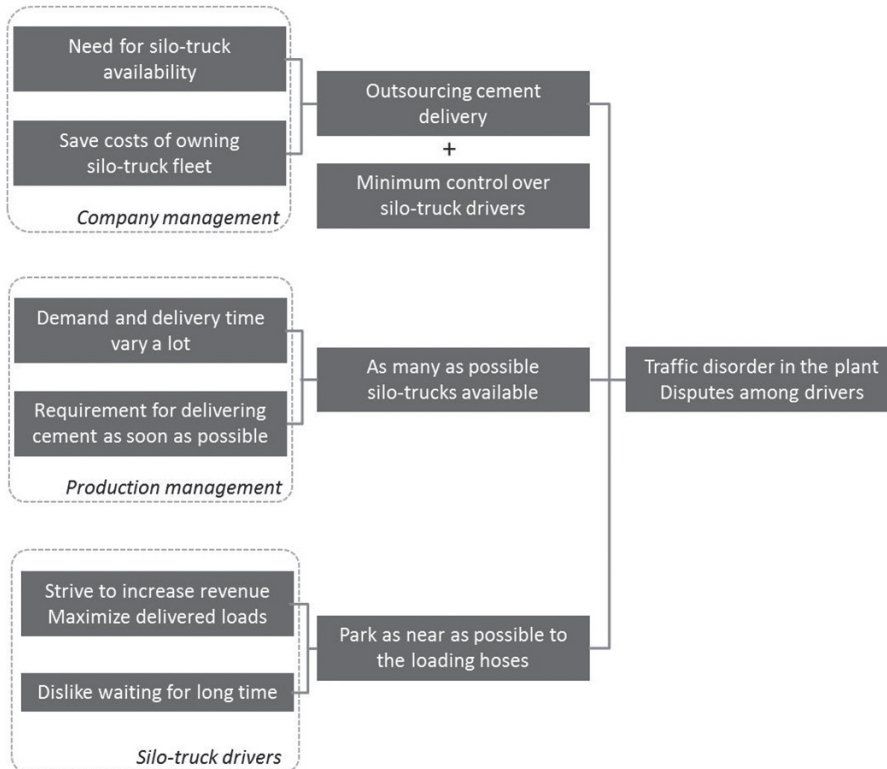 Need for silo-truck
availability
Save costs of owning
silo-truck fleet
Company management
Outsourcing cement
delivery
+
Minimum control over
silo-truck drivers
Demand and delivery time
vary a lot
Requirement for delivering
cement as soon as possible
Production management
As many as possible
silo-trucks available
Traffic disorder in the plant
Disputes among drivers
Strive to increase revenue
Maximize delivered loads
Dislike waiting for long time
Silo-truck drivers
Park as near as possible to
the loading hoses